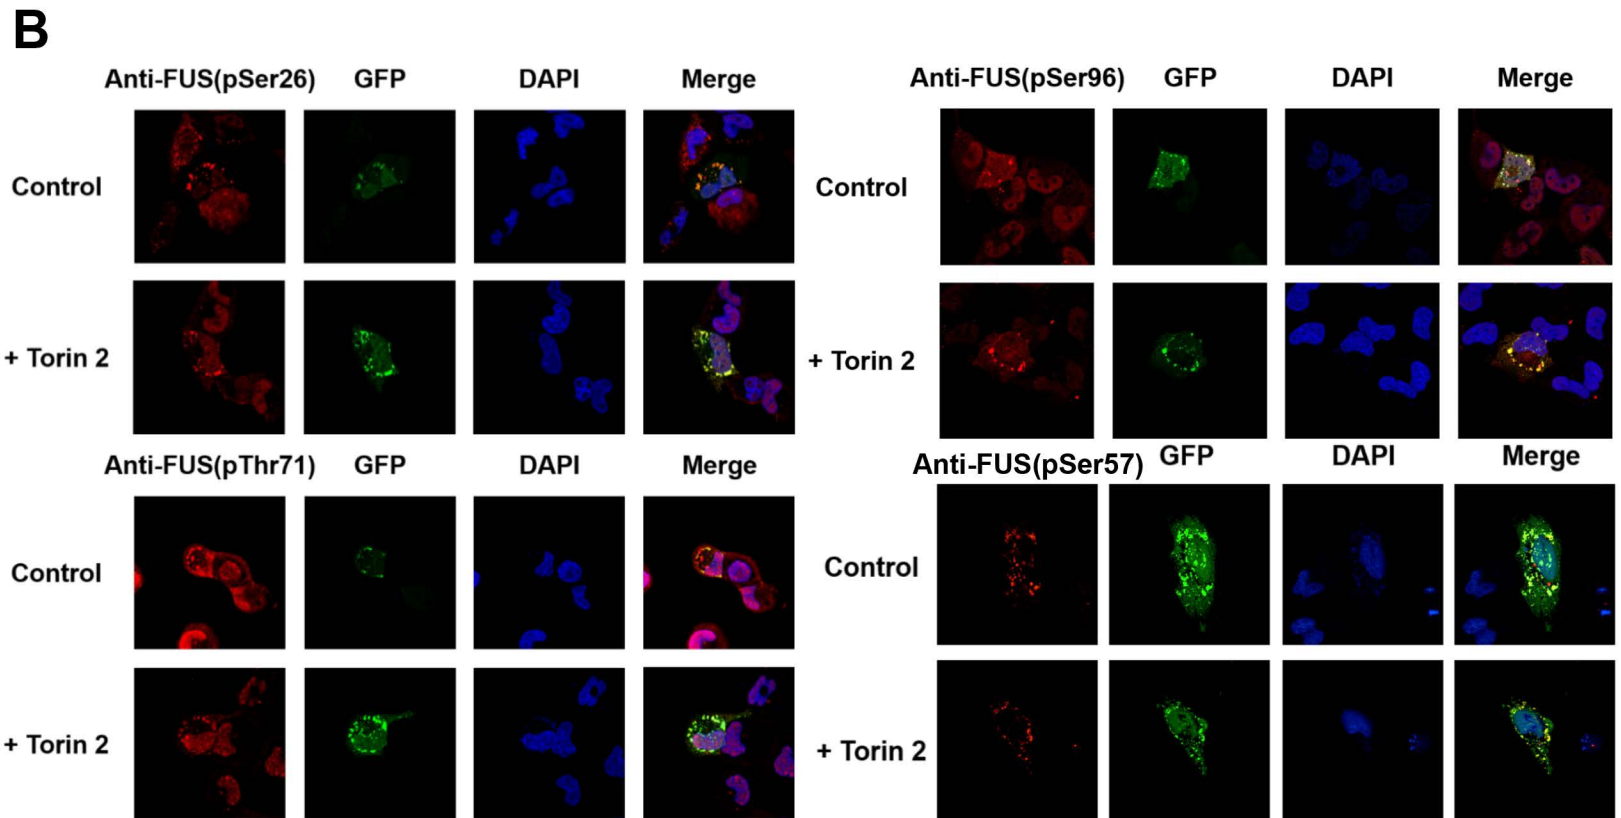 B
Anti-FUS(pSer26) GFP DAPI Merge
Control
+ Torin 2
Anti-FUS(pSer96) GFP DAPI Merge
Control
+ Torin 2
Anti-FUS(pThr71) GFP DAPI Merge
Control
+ Torin 2
Anti-FUS(pSer57) GFP DAPI Merge
Control
+ Torin 2